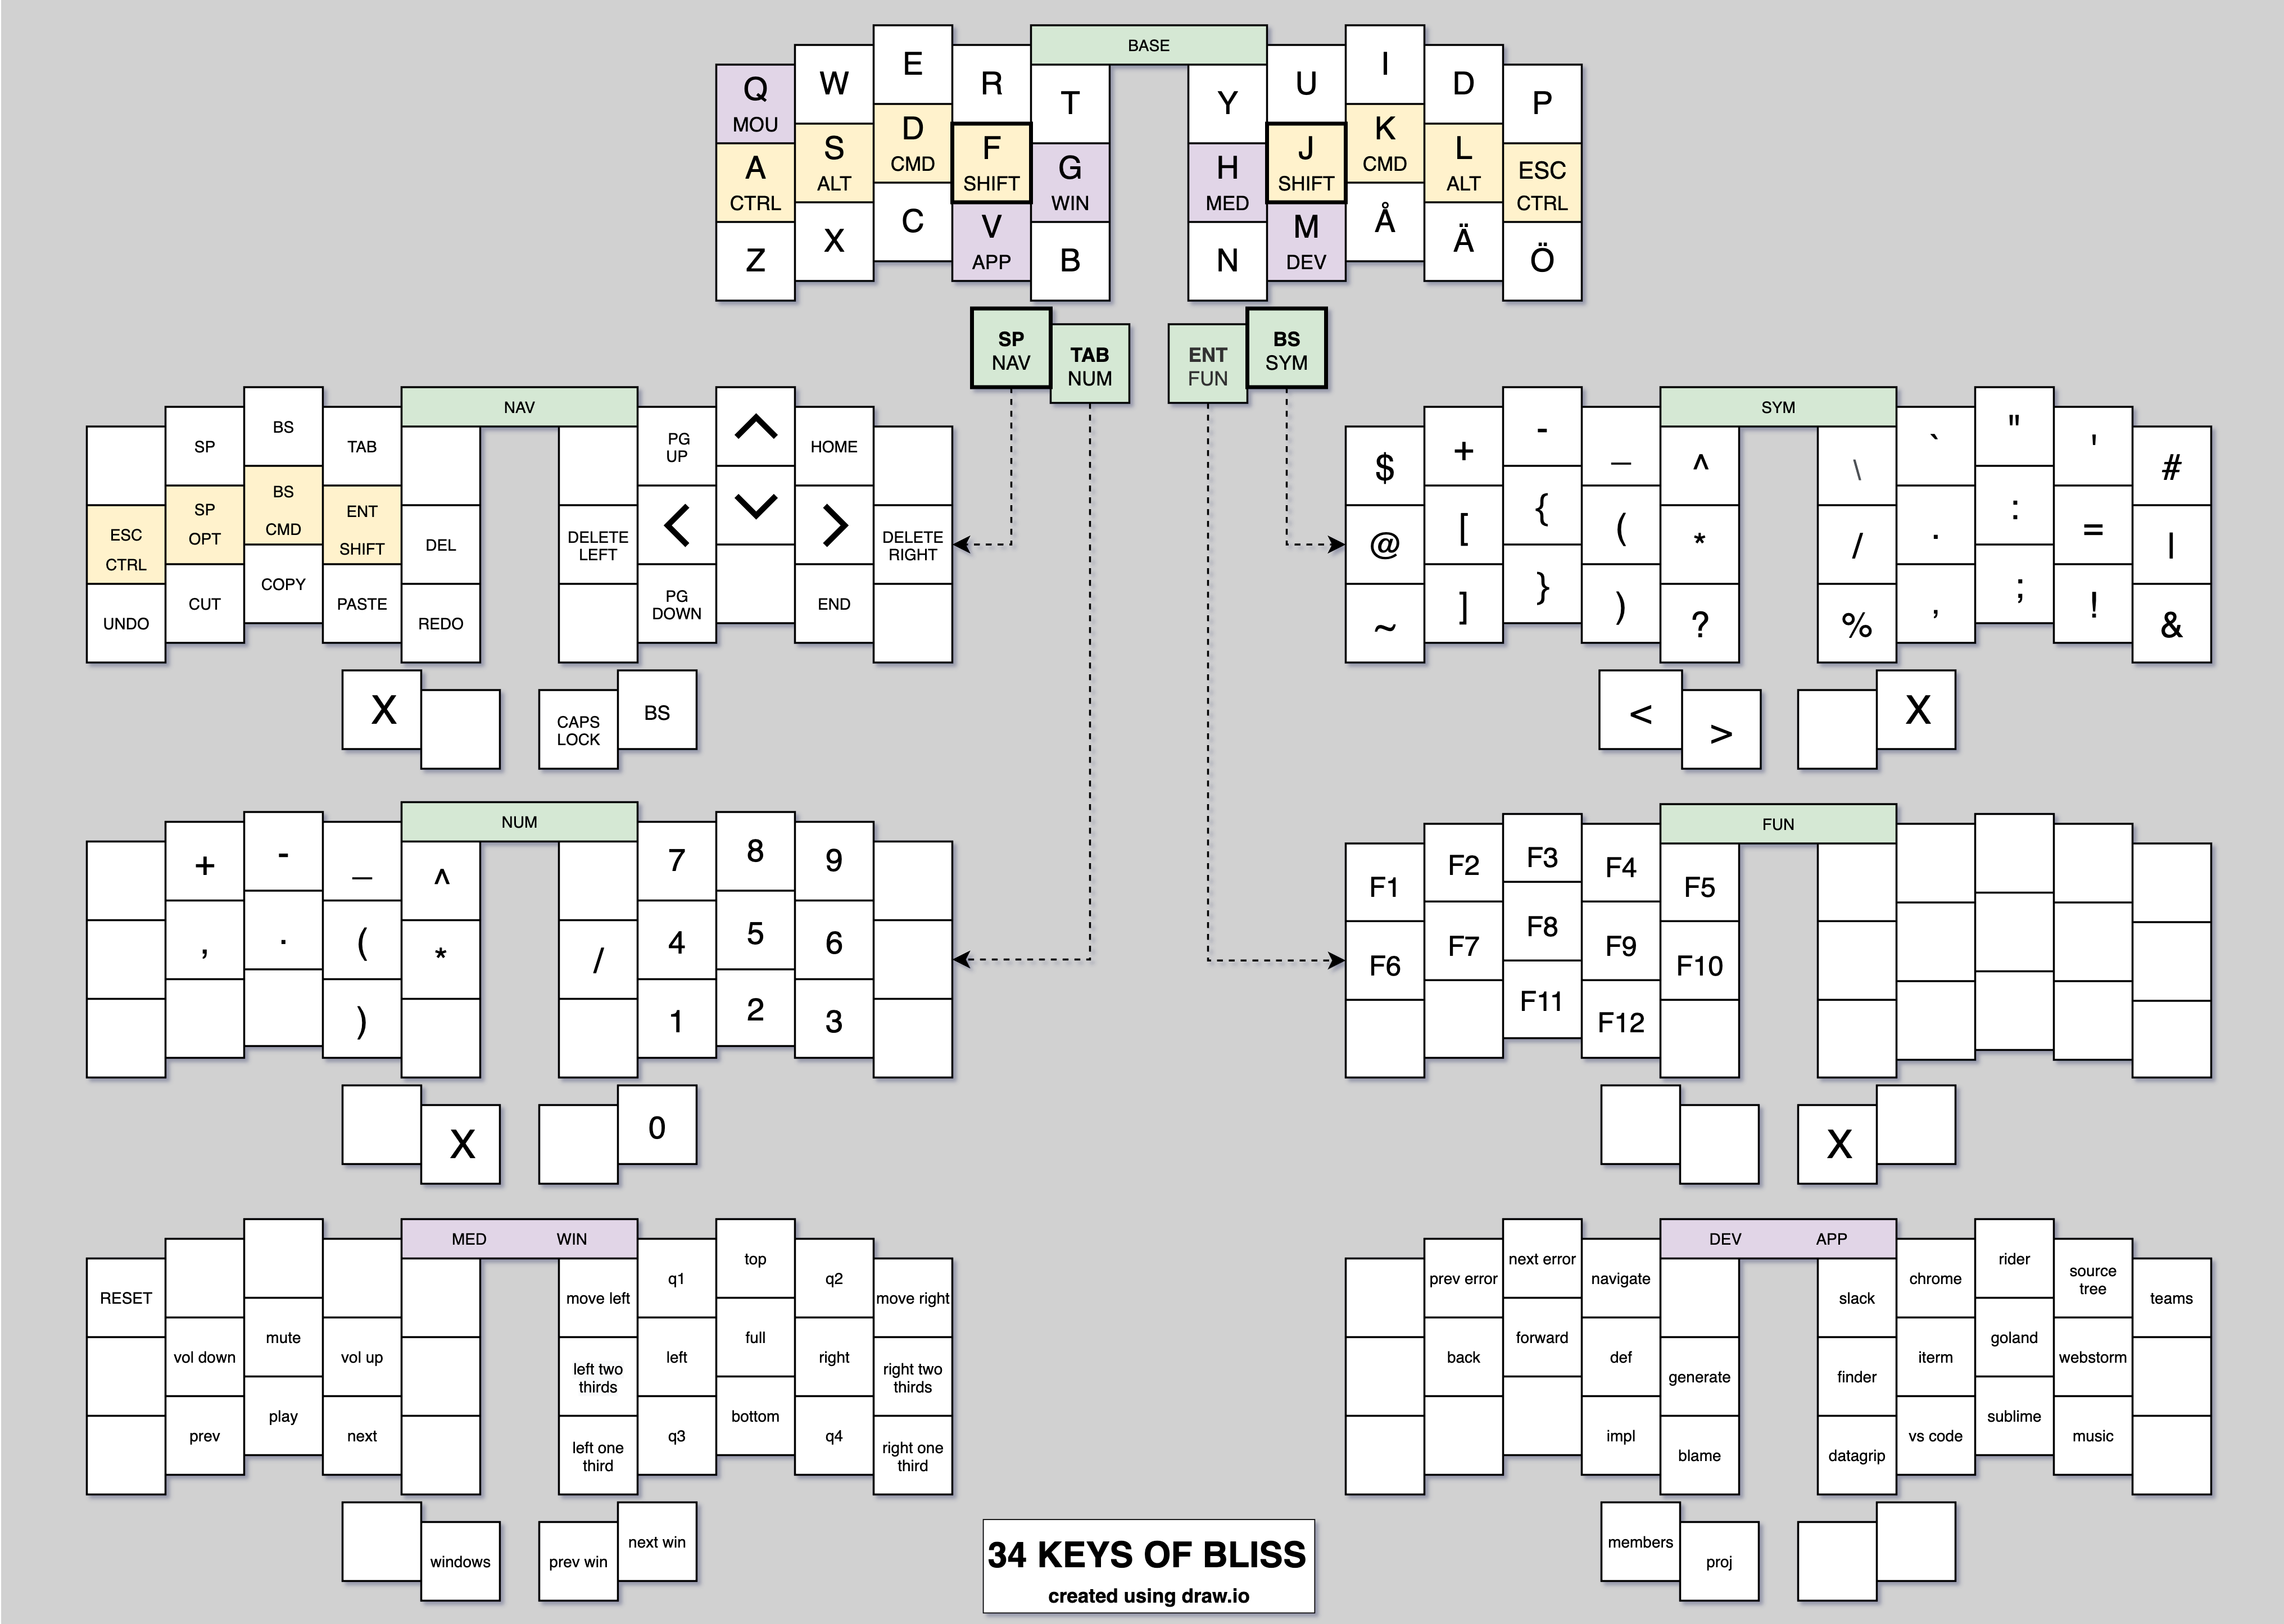 BASE
Q
MOU
W
E
R
T
Y
U
I
D
P
A
CTRL
S
ALT
D
CMD
F
SHIFT
G
WIN
H
MED
J
SHIFT
K
CMD
L
ALT
ESC
CTRL
Z
X
C
V
APP
B
N
M
DEV
Å
Ä
Ö
SP
NAV
TAB
NUM
ENT
FUN
BS
SYM
NAV
SP
BS
TAB
PG
UP
HOME
ESC
CTRL
SP
OPT
BS
CMD
ENT
SHIFT
DEL
DELETE
LEFT
DELETE
RIGHT
UNDO
CUT
COPY
PASTE
REDO
PG
DOWN
END
X
CAPS
LOCK
BS
SYM
$
+
-
_
^
\
`
"
'
#
@
[
{
(
*
/
.
:
=
|
~
]
}
)
?
%
,
;
!
&
<
>
X
NUM
+
-
_
^
7
8
9
,
.
(
*
/
4
5
6
)
1
2
3
X
0
FUN
F1
F2
F3
F4
F5
F6
F7
F8
F9
F10
F11
F12
X
MED WIN
RESET
move left
q1
top
q2
move right
vol down
mute
vol up
left two
thirds
left
full
right
right two
thirds
prev
play
next
left one
third
q3
bottom
q4
right one
third
windows
prev win
next win
DEV APP
prev error
next error
navigate
slack
chrome
rider
source
tree
teams
back
forward
def
generate
finder
iterm
goland
webstorm
impl
blame
datagrip
vs code
sublime
music
members
proj
34 KEYS OF BLISS
created using draw.io